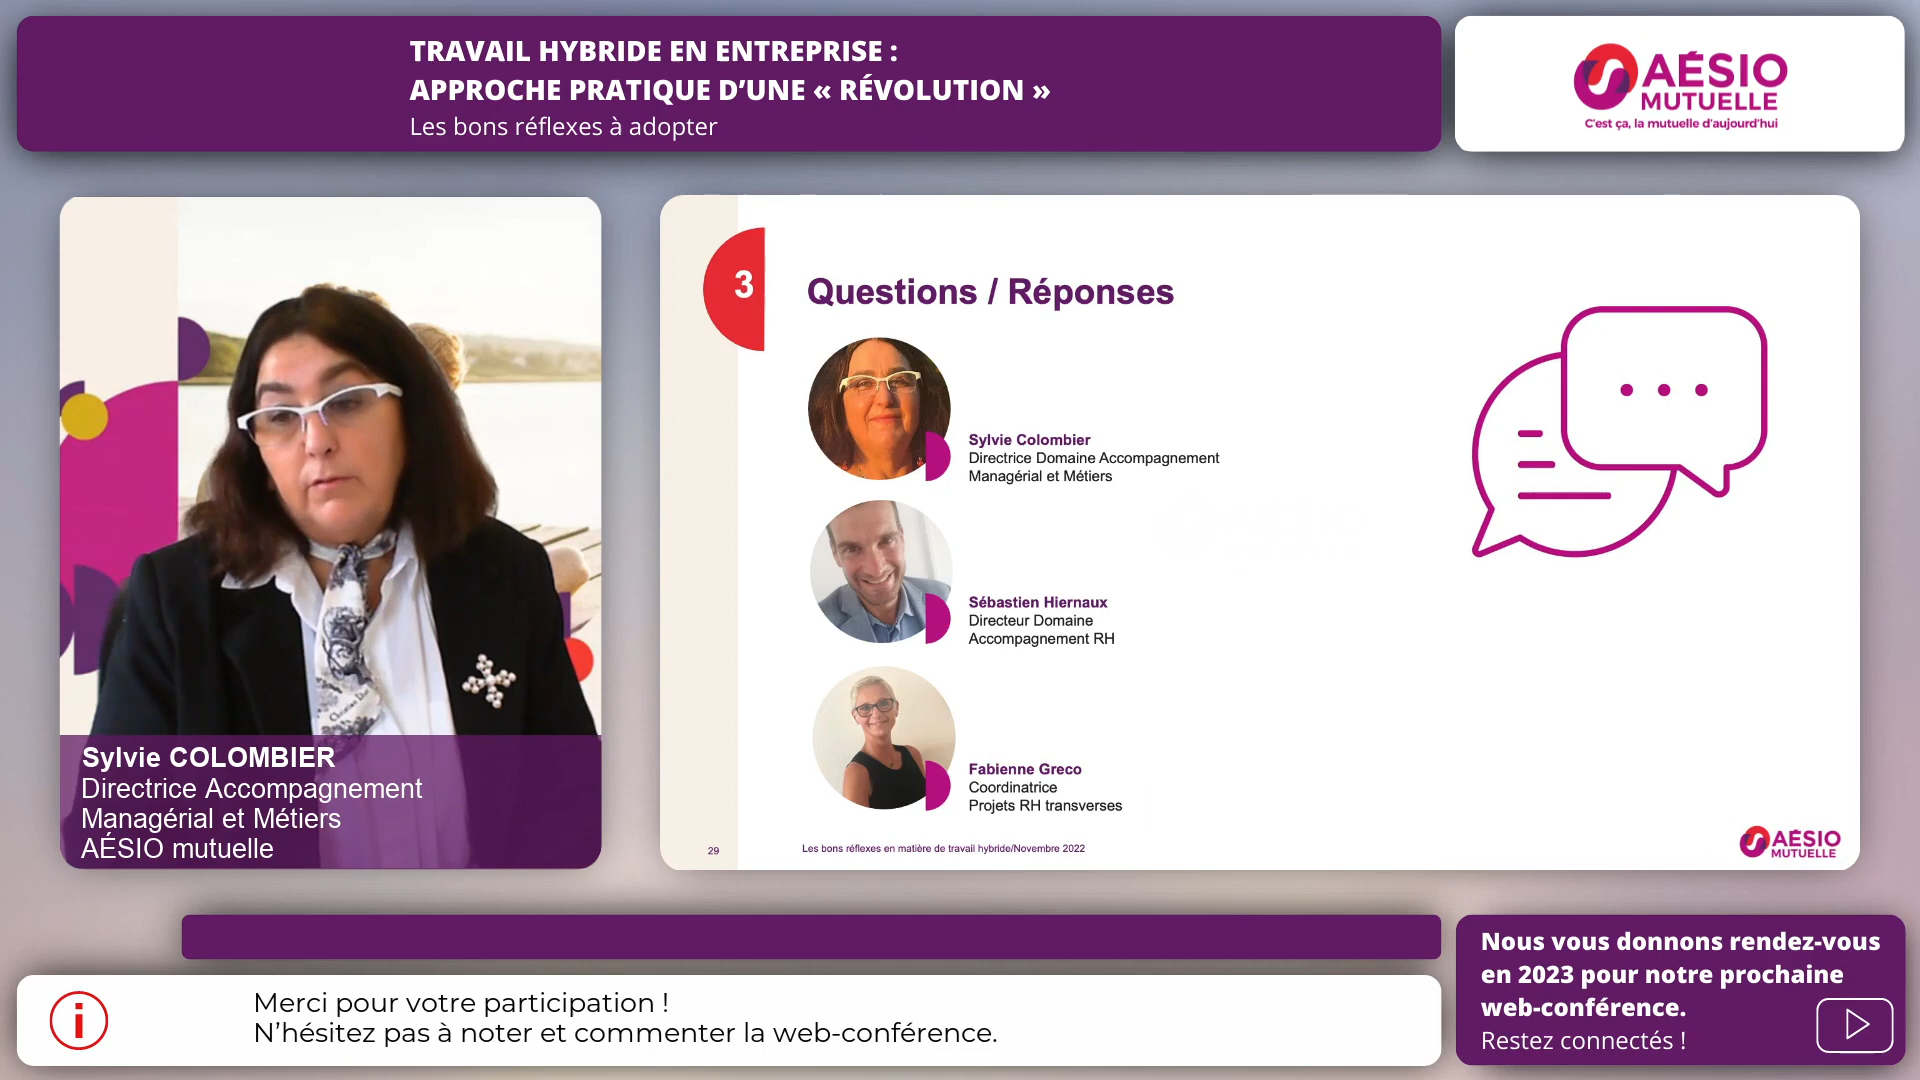 TRAVAIL HYBRIDE EN ENTREPRISE :
APPROCHE PRATIQUE D’UNE « RÉVOLUTION »
Les bons réflexes à adopter
AÉSIO
MUTUELLE
C'est ça, la mutuelle d'aujourd'hui
3
Questions / Réponses
Sylvie Colombier
Directrice Domaine Accompagnement
Managérial et Métiers
Sébastien Hiernaux
Directeur Domaine
Accompagnement RH
Fabienne Greco
Coordinatrice
Projets RH transverses
29
Les bons réflexes en matière de travail hybride/Novembre 2022
AÉSIO
MUTUELLE
Christian Dior
Sylvie COLOMBIER
Directrice Accompagnement
Managérial et Métiers
AÉSIO mutuelle
i
Merci pour votre participation !
N’hésitez pas à noter et commenter la web-conférence.
Nous vous donnons rendez-vous
en 2023 pour notre prochaine
web-conférence.
Restez connectés !